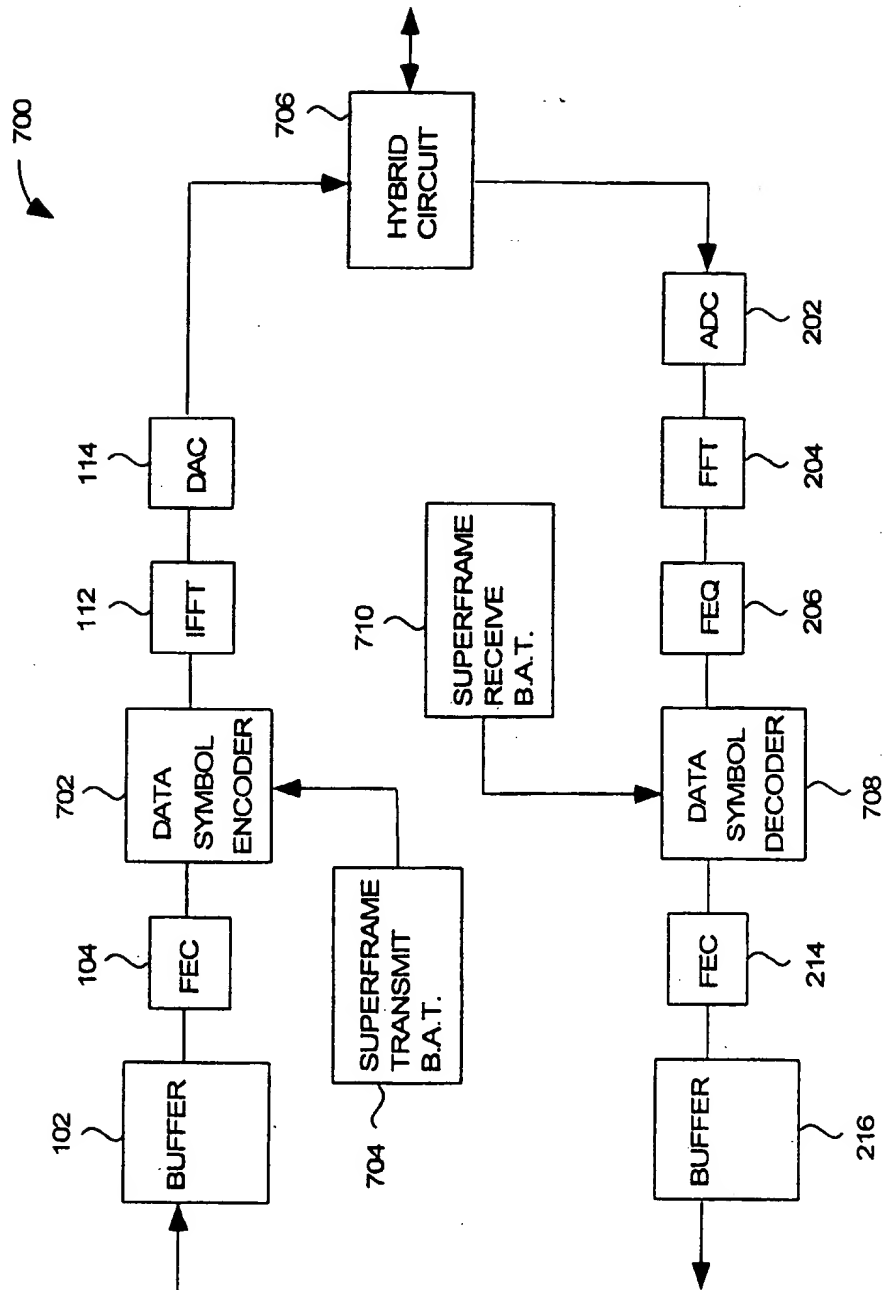 700
102
BUFFER
104
FEC
702
DATA
SYMBOL
ENCODER
112
IFFT
114
DAC
706
HYBRID
CIRCUIT
SUPERFRAME
TRANSMIT
B.A.T.
704
710
SUPERFRAME
RECEIVE
B.A.T.
BUFFER
216
FEC
214
DATA
SYMBOL
DECODER
708
FEQ
206
FFT
204
ADC
202